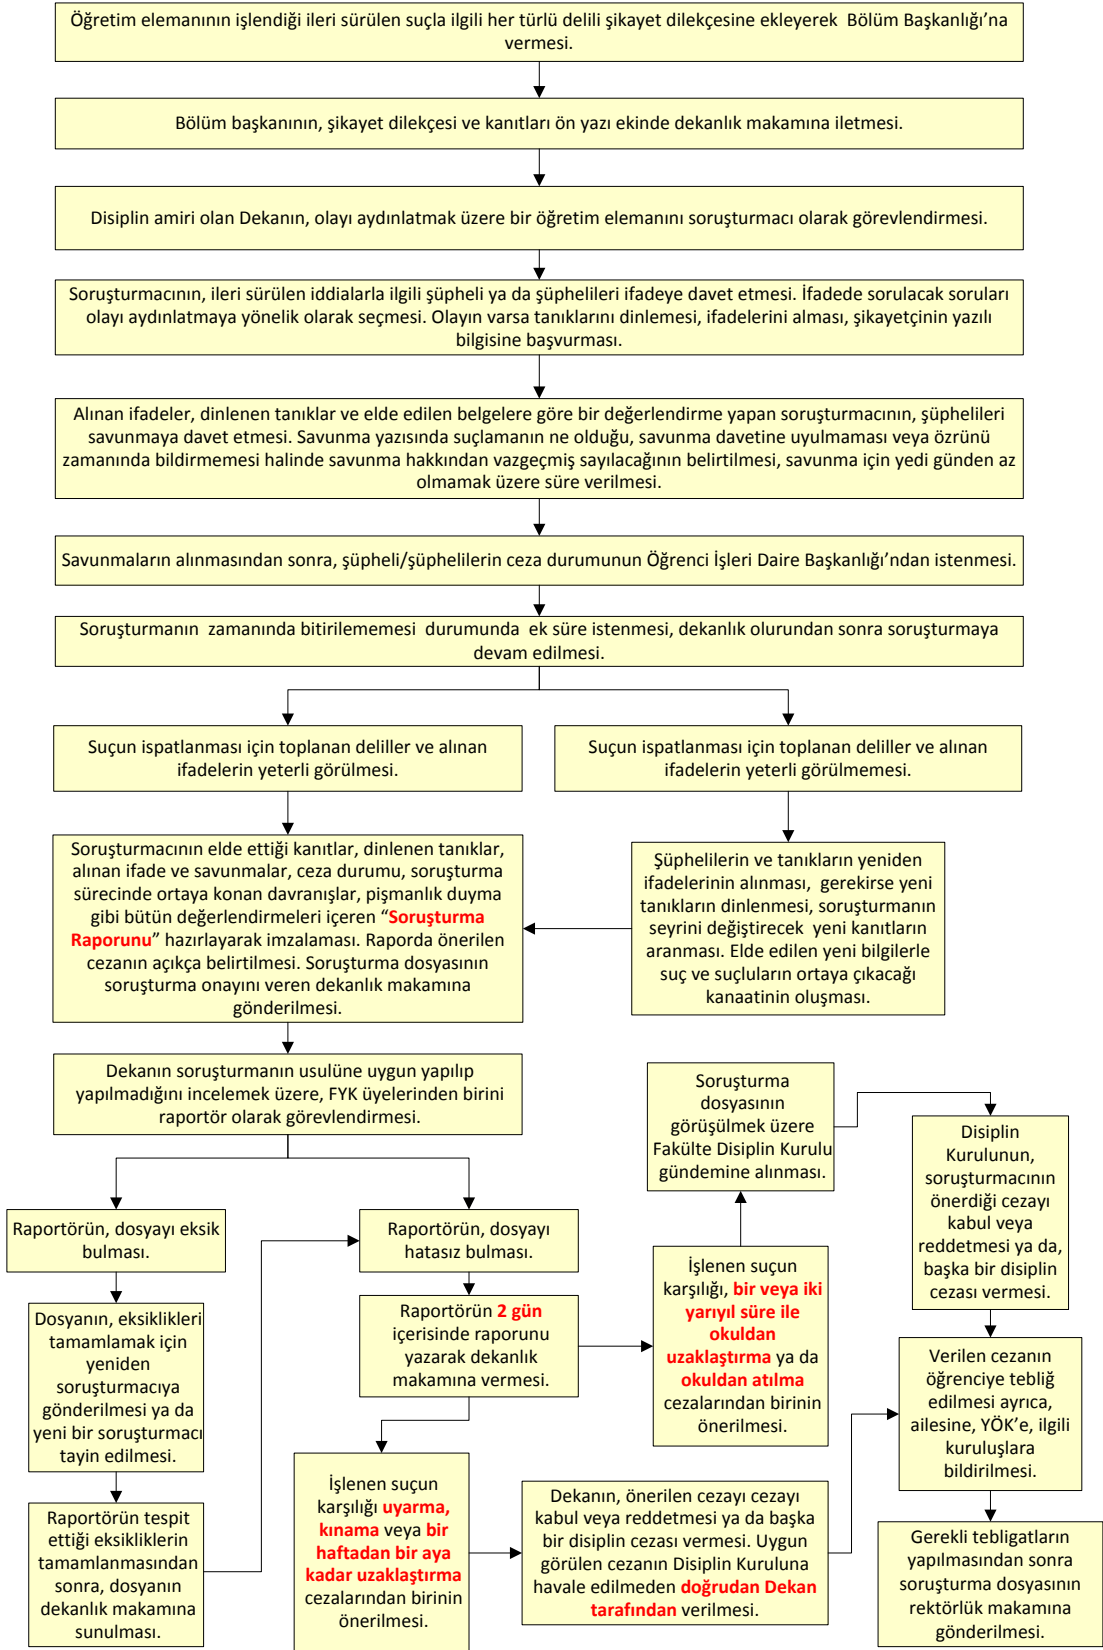 Öğretim elemanının işlendiği ileri sürülen suçla ilgili her türlü delili şikayet dilekçesine ekleyerek Bölüm Başkanlığı’na
vermesi.
Bölüm başkanının, şikayet dilekçesi ve kanıtları ön yazı ekinde dekanlık makamına iletmesi.
Disiplin amiri olan Dekanın, olayı aydınlatmak üzere bir öğretim elemanını soruşturmacı olarak görevlendirmesi.
Soruşturmacının, ileri sürülen iddialarla ilgili şüpheli ya da şüphelileri ifadeye davet etmesi. İfadede sorulacak soruları
olayı aydınlatmaya yönelik olarak seçmesi. Olayın varsa tanıklarını dinlemesi, ifadelerini alması, şikayetçinin yazılı
bilgisine başvurması.
Alınan ifadeler, dinlenen tanıklar ve elde edilen belgelere göre bir değerlendirme yapan soruşturmacının, şüphelileri
savunmaya davet etmesi. Savunma yazısında suçlamanın ne olduğu, savunma davetine uyulmaması veya özrünü
zamanında bildirmemesi halinde savunma hakkından vazgeçmiş sayılacağının belirtilmesi, savunma için yedi günden az
olmamak üzere süre verilmesi.
Savunmaların alınmasından sonra, şüpheli/şüphelilerin ceza durumunun Öğrenci İşleri Daire Başkanlığı’ndan istenmesi.
Soruşturmanın zamanında bitirilememesi durumunda ek süre istenmesi, dekanlık olurundan sonra soruşturmaya
devam edilmesi.
Suçun ispatlanması için toplanan deliller ve alınan
ifadelerin yeterli görülmesi.
Suçun ispatlanması için toplanan deliller ve alınan
ifadelerin yeterli görülmemesi.
Soruşturmacının elde ettiği kanıtlar, dinlenen tanıklar,
alınan ifade ve savunmalar, ceza durumu, soruşturma
sürecinde ortaya konan davranışlar, pişmanlık duyma
gibi bütün değerlendirmeleri içeren “Soruşturma
Raporunu” hazırlayarak imzalaması. Raporda önerilen
cezanın açıkça belirtilmesi. Soruşturma dosyasının
soruşturma onayını veren dekanlık makamına
gönderilmesi.
Şüphelilerin ve tanıkların yeniden
ifadelerinin alınması, gerekirse yeni
tanıkların dinlenmesi, soruşturmanın
seyrini değiştirecek yeni kanıtların
aranması. Elde edilen yeni bilgilerle
suç ve suçluların ortaya çıkacağı
kanaatinin oluşması.
Dekanın soruşturmanın usulüne uygun yapılıp
yapılmadığını incelemek üzere, FYK üyelerinden birini
raportör olarak görevlendirmesi.
Soruşturma
dosyasının
görüşülmek üzere
Fakülte Disiplin Kurulu
gündemine alınması.
Disiplin
Kurulunun,
soruşturmacının
önerdiği cezayı
kabul veya
reddetmesi ya da,
başka bir disiplin
cezası vermesi.
Raportörün, dosyayı eksik
bulması.
Raportörün, dosyayı
hatasız bulması.
İşlenen suçun
karşılığı, bir veya iki
yarıyıl süre ile
okuldan
uzaklaştırma ya da
okuldan atılma
cezalarından birinin
önerilmesi.
Dosyanın, eksiklikleri
tamamlamak için
yeniden
soruşturmacıya
gönderilmesi ya da
yeni bir soruşturmacı
tayin edilmesi.
Raportörün 2 gün
içerisinde raporunu
yazarak dekanlık
makamına vermesi.
Verilen cezanın
öğrenciye tebliğ
edilmesi ayrıca,
ailesine, YÖK’e, ilgili
kuruluşlara
bildirilmesi.
İşlenen suçun
karşılığı uyarma,
kınama veya bir
haftadan bir aya
kadar uzaklaştırma
cezalarından birinin
önerilmesi.
Dekanın, önerilen cezayı cezayı
kabul veya reddetmesi ya da başka
bir disiplin cezası vermesi. Uygun
görülen cezanın Disiplin Kuruluna
havale edilmeden doğrudan Dekan
tarafından verilmesi.
Raportörün tespit
ettiği eksikliklerin
tamamlanmasından
sonra, dosyanın
dekanlık makamına
sunulması.
Gerekli tebligatların
yapılmasından sonra
soruşturma dosyasının
rektörlük makamına
gönderilmesi.